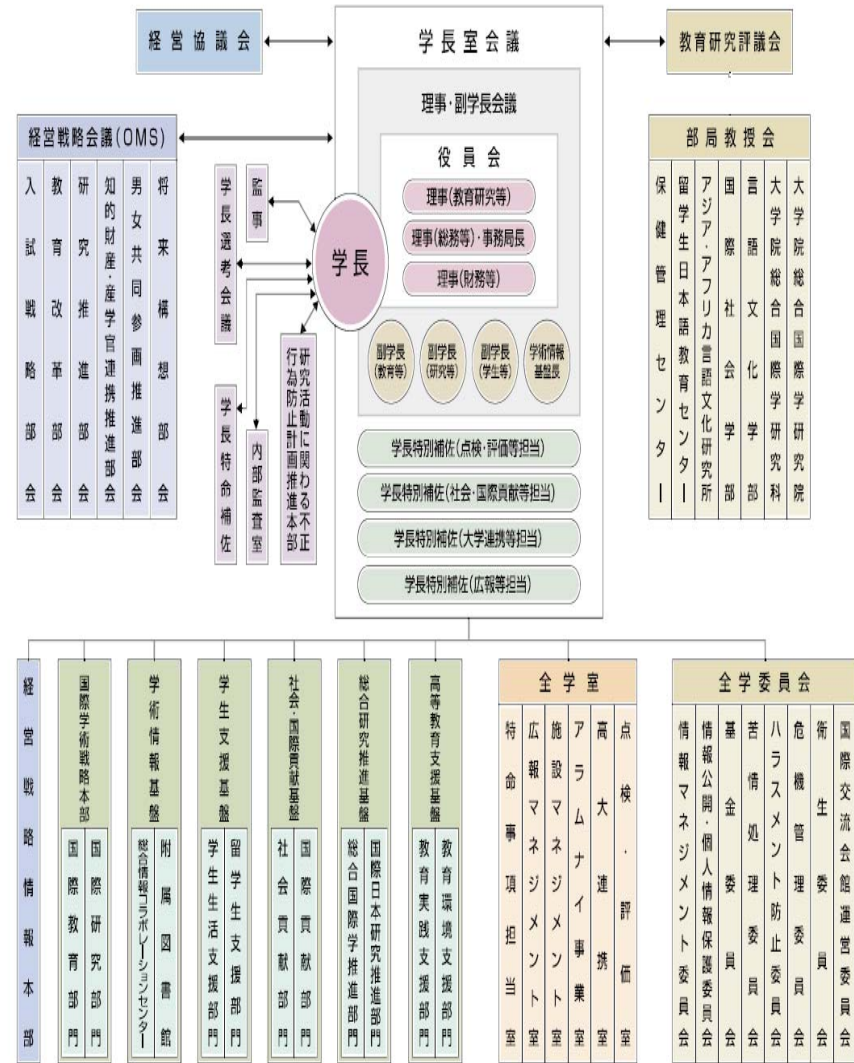 経営協議会
学長室会議
教育研究評議会
理事・副学長会議
役員会
理事(教育研究等)
理事(総務等)・事務局長
理事(財務等)
学長
副学長
(教育等)
副学長
(研究等)
副学長
(学生等)
学術情報
基盤長
学長特別補佐(点検・評価等担当)
学長特別補佐(社会・国際貢献等担当)
学長特別補佐(大学連携等担当)
学長特別補佐(広報等担当)
経営戦略会議(OMS)
将来構想部会
男女共同参画推進部会
知的財産・産学官連携推進部会
研究推進部会
教育改革部会
入試戦略部会
監事
学長選考会議
研究活動に関わる不正
行為防止計画推進本部
内部監査室
学長特命補佐
部局教授会
大学院総合国際学研究院
大学院総合国際学研究科
言語文化学部
国際社会学部
アジア・アフリカ言語文化研究所
留学生日本語教育センター
保健管理センター
経営戦略情報本部
国際学術戦略本部
国際研究部門
国際教育部門
学術情報基盤
附属図書館
総合情報コラボレーションセンター
学生支援基盤
留学生支援部門
学生生活支援部門
社会・国際貢献基盤
国際貢献部門
社会貢献部門
総合研究推進基盤
国際日本研究推進部門
総合国際学推進部門
高等教育支援基盤
教育環境支援部門
教育実践支援部門
全学室
点検・評価室
高大連携室
アラムナイ事業室
施設マネジメント室
広報マネジメント室
特命事項担当室
全学委員会
国際交流会館運営委員会
衛生委員会
危機管理委員会
ハラスメント防止委員会
苦情処理委員会
基金委員会
情報公開・個人情報保護委員会
情報マネジメント委員会